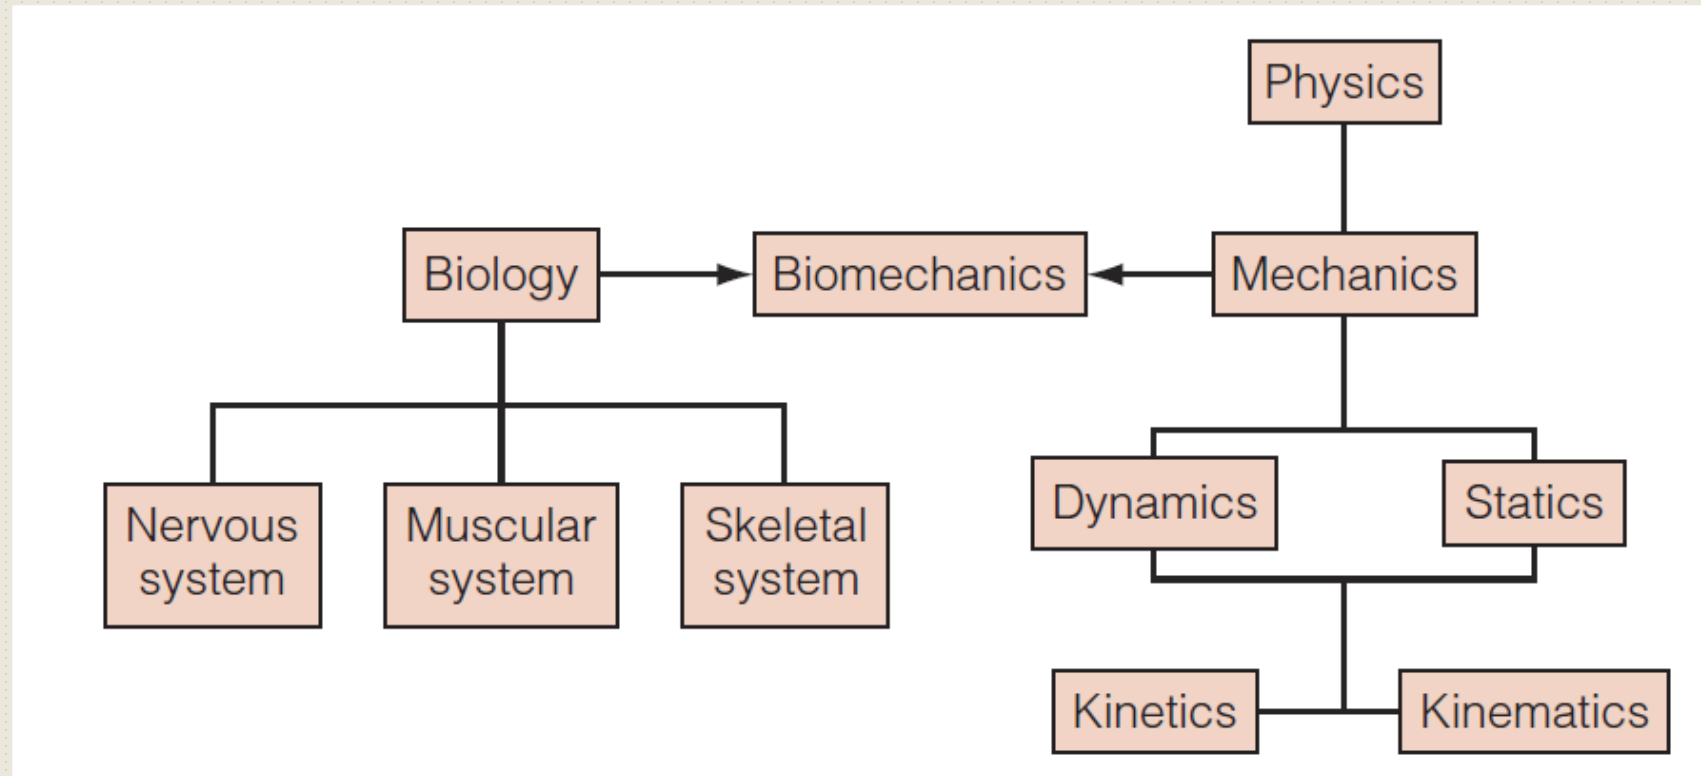 Physics
Biology
Biomechanics
Mechanics
Dynamics
Statics
Nervous
system
Muscular
system
Skeletal
system
Kinetics
Kinematics